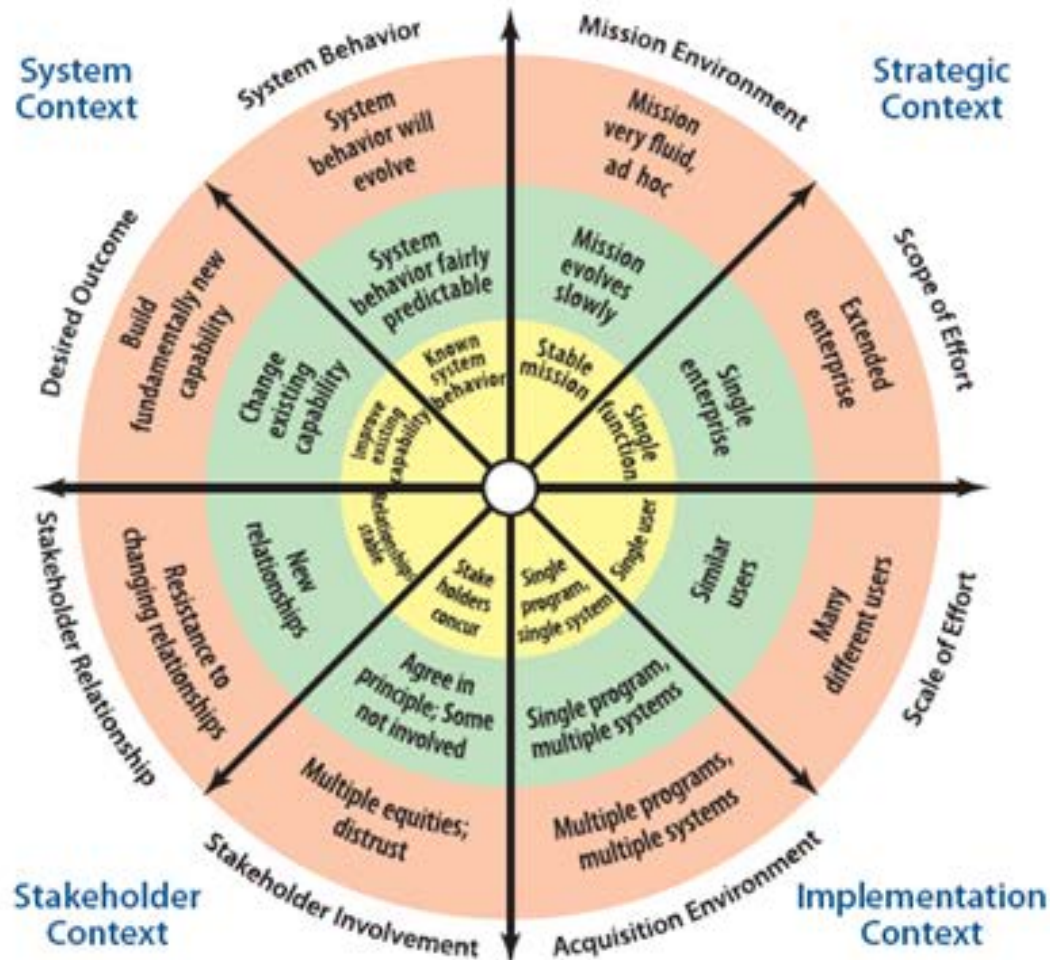 System
Context
System Behavior
Mission Environment
Strategic
Context
System
behavior will
evolve
Mission
very fluid,
ad hoc
Desired Outcome
Build
fundamentally new
capability
System
behavior fairly
predictable
Mission
evolves
slowly
Scope of Effort
Extended
enterprise
Change
existing
capability
Known
system
behavior
Stable
mission
Single
enterprise
Improve
existing
capability
Single
function
Stakeholder Relationship
Resistance to
changing relationships
New
relationships
Relationships
stable
Stake
holders
concur
Single
program,
single system
Single user
Similar
users
Many
different users
Scale of Effort
Agree in
principle; Some
not involved
Single program,
multiple systems
Multiple equities;
distrust
Multiple programs,
multiple systems
Stakeholder Involvement
Acquisition Environment
Stakeholder
Context
Implementation
Context